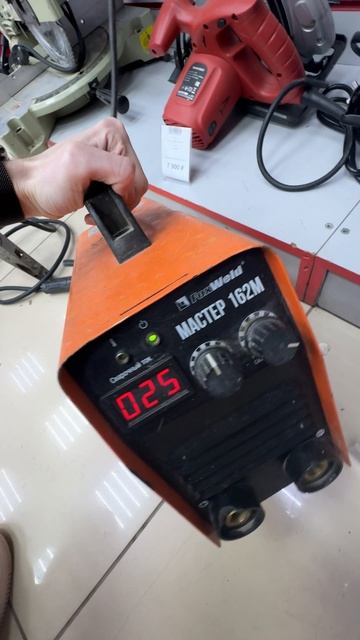 FoxWeld
МАСТЕР 162М
Сварочный ток
025